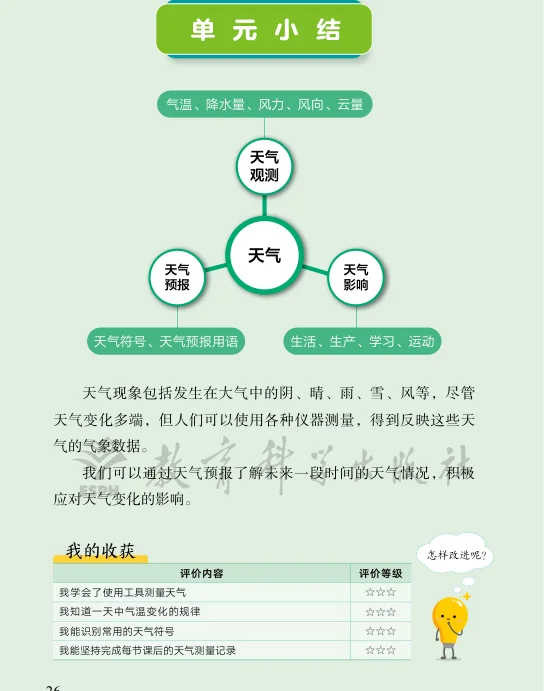 单元小结
气温、降水量、风力、风向、云量
天气
观测
天气
天气
预报
天气
影响
天气符号、天气预报用语
生活、生产、学习、运动
天气现象包括发生在大气中的阴、晴、雨、雪、风等，尽管
天气变化多端，但人们可以使用各种仪器测量，得到反映这些天
气的气象数据。
我们可以通过天气预报了解未来一段时间的天气情况，积极
应对天气变化的影响。
教育科学出版社
ESPH
我的收获
怎样改进呢？
评价内容 评价等级
我学会了使用工具测量天气 ☆☆☆
我知道一天中气温变化的规律 ☆☆☆
我能识别常用的天气符号 ☆☆☆
我能坚持完成每节课后的天气测量记录 ☆☆☆
26